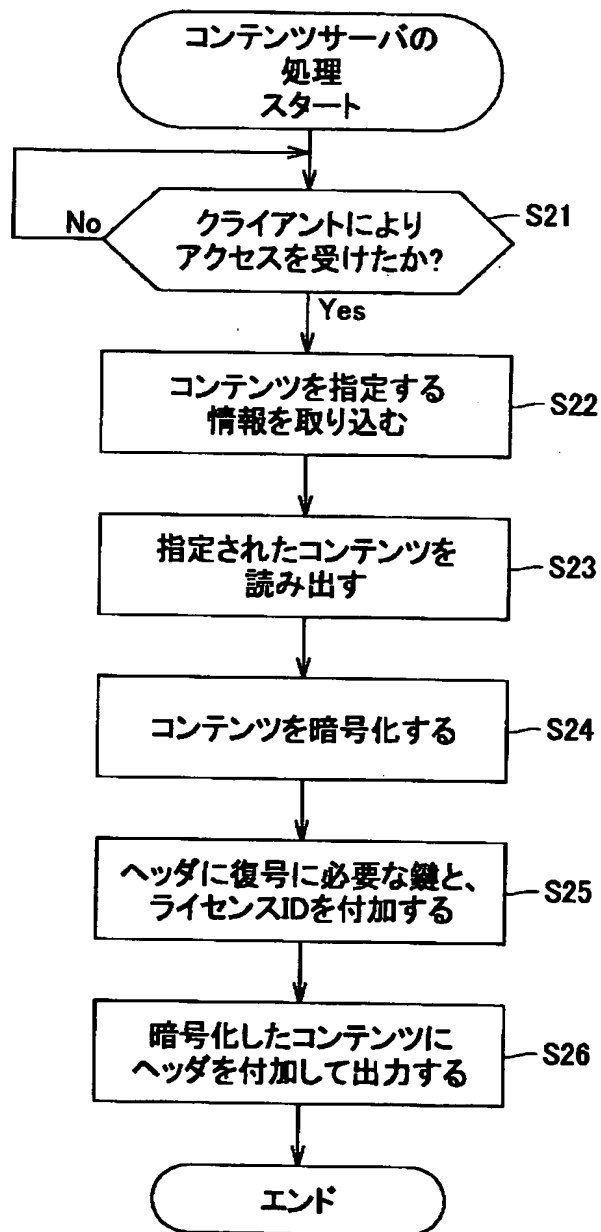 コンテンツサーバの
処理
スタート
No
クライアントにより
アクセスを受けたか?
S21
Yes
コンテンツを指定する
情報を取り込む
S22
指定されたコンテンツを
読み出す
S23
コンテンツを暗号化する
S24
ヘッダに復号に必要な鍵と、
ライセンスIDを付加する
S25
暗号化したコンテンツに
ヘッダを付加して出力する
S26
エンド